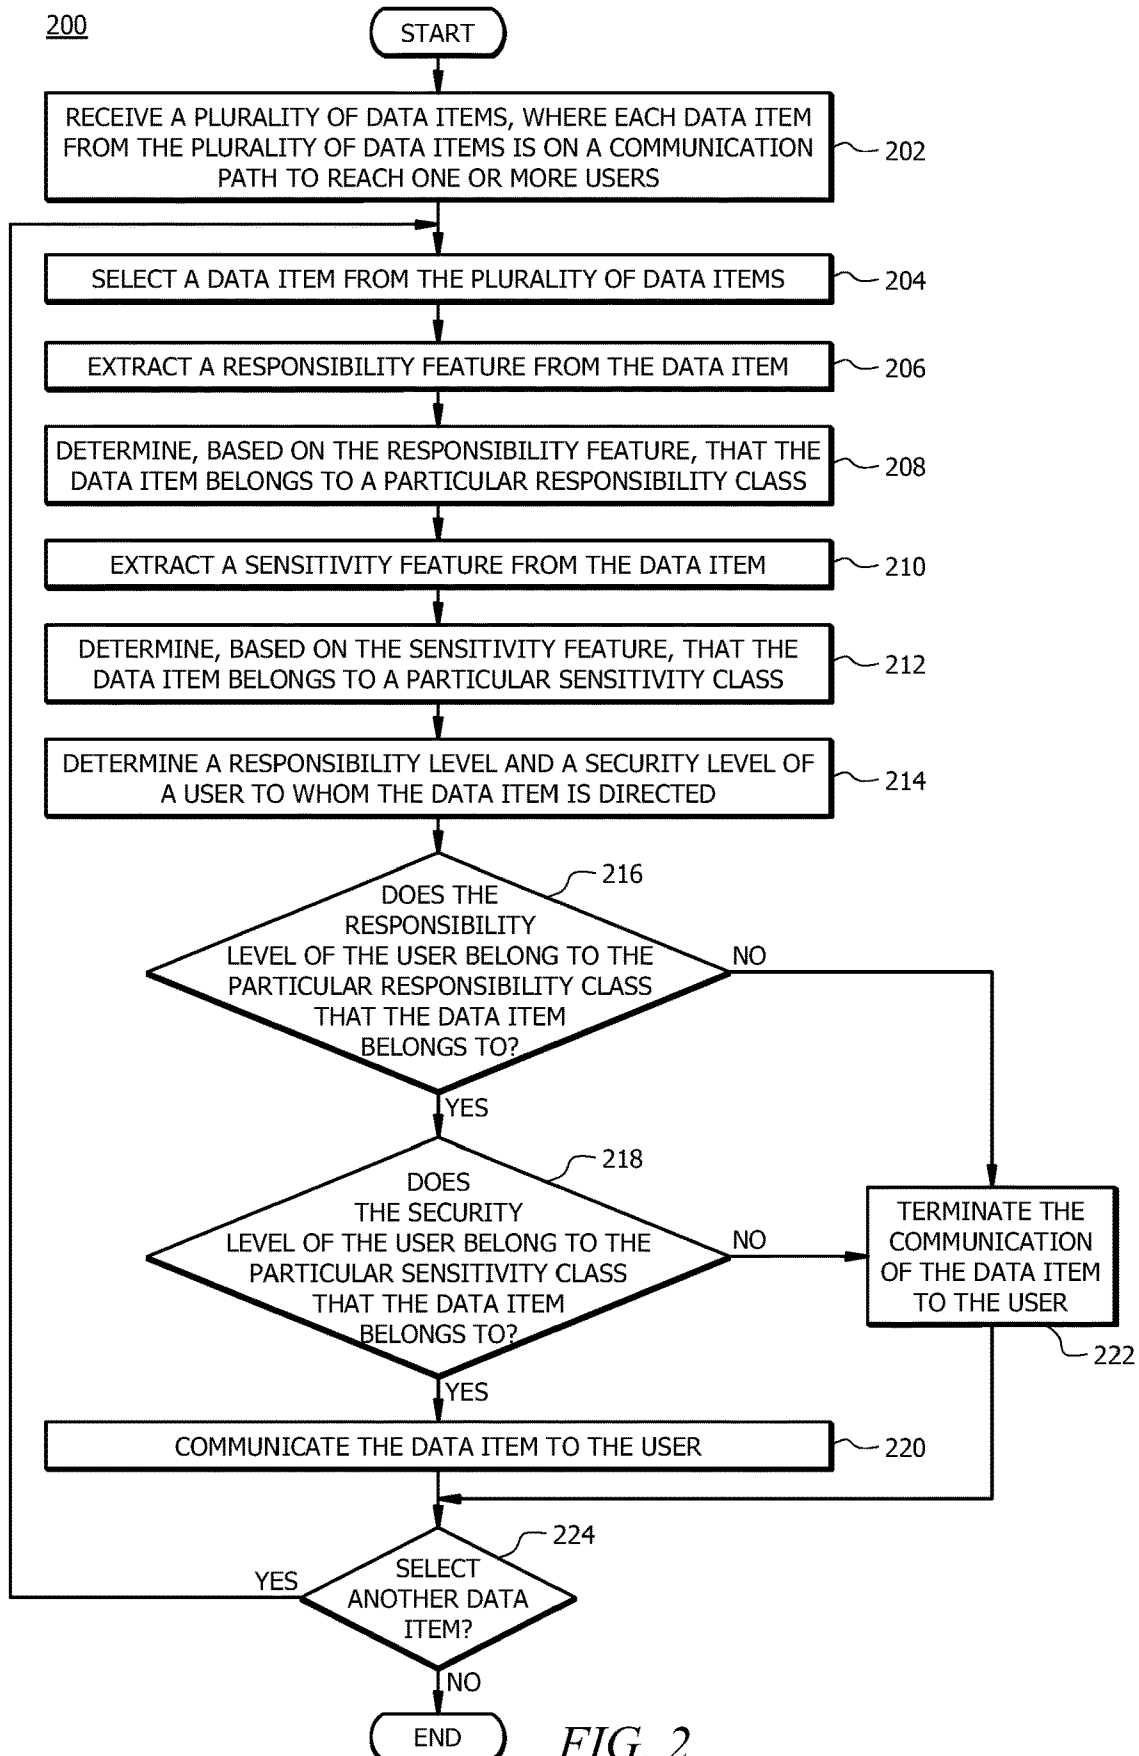 200
START
RECEIVE A PLURALITY OF DATA ITEMS, WHERE EACH DATA ITEM
FROM THE PLURALITY OF DATA ITEMS IS ON A COMMUNICATION
PATH TO REACH ONE OR MORE USERS
202
SELECT A DATA ITEM FROM THE PLURALITY OF DATA ITEMS
204
EXTRACT A RESPONSIBILITY FEATURE FROM THE DATA ITEM
206
DETERMINE, BASED ON THE RESPONSIBILITY FEATURE, THAT THE
DATA ITEM BELONGS TO A PARTICULAR RESPONSIBILITY CLASS
208
EXTRACT A SENSITIVITY FEATURE FROM THE DATA ITEM
210
DETERMINE, BASED ON THE SENSITIVITY FEATURE, THAT THE
DATA ITEM BELONGS TO A PARTICULAR SENSITIVITY CLASS
212
DETERMINE A RESPONSIBILITY LEVEL AND A SECURITY LEVEL OF
A USER TO WHOM THE DATA ITEM IS DIRECTED
214
216
DOES THE
RESPONSIBILITY
LEVEL OF THE USER BELONG TO THE
PARTICULAR RESPONSIBILITY CLASS
THAT THE DATA ITEM
BELONGS TO?
NO
YES
218
DOES
THE SECURITY
LEVEL OF THE USER BELONG TO THE
PARTICULAR SENSITIVITY CLASS
THAT THE DATA ITEM
BELONGS TO?
NO
YES
TERMINATE THE
COMMUNICATION
OF THE DATA ITEM
TO THE USER
222
COMMUNICATE THE DATA ITEM TO THE USER
220
224
SELECT
ANOTHER DATA
ITEM?
YES
NO
END
FIG. 2